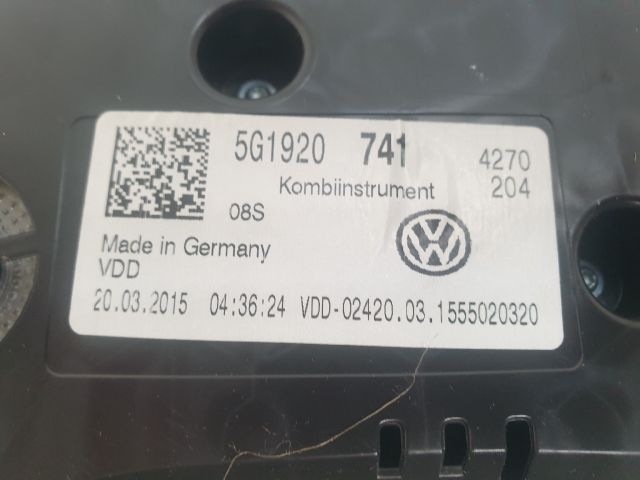 5G1920 741 4270
Kombiinstrument 204
08S
Made in Germany
VDD
20.03.2015 04:36:24 VDD-02420.03.1555020320